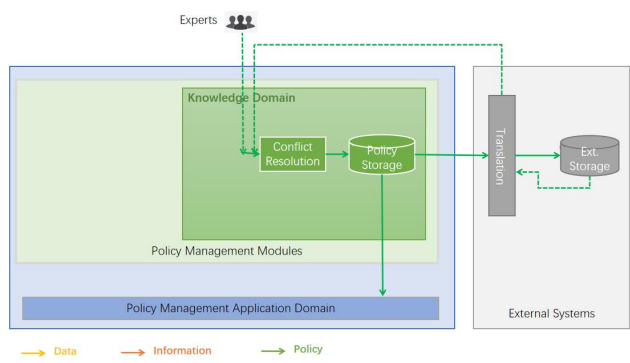 Experts
Knowledge Domain
Conflict
Resolution
Policy
Storage
Translation
Ext.
Storage
Policy Management Modules
Policy Management Application Domain
External Systems
Data
Information
Policy